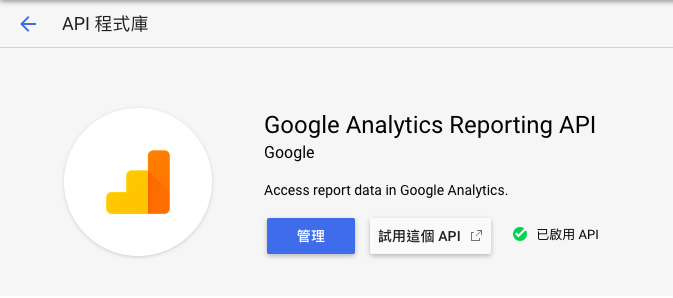 API 程式庫
Google Analytics Reporting API
Google
Access report data in Google Analytics.
管理
試用這個 API
已啟用 API